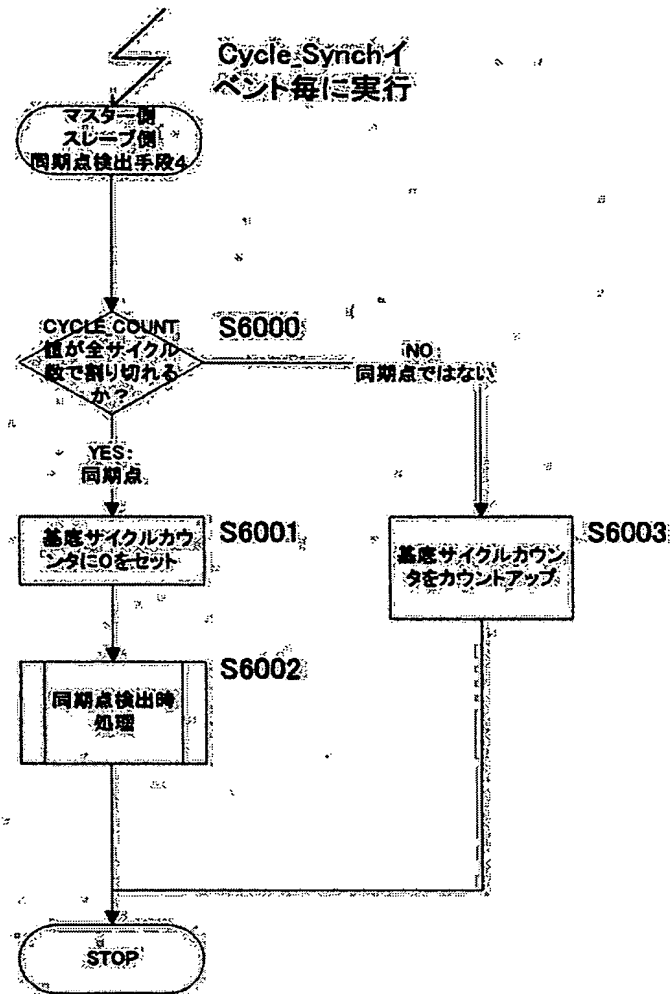 Cycle_Synchイ
ベント毎に実行
マスター側
スレーブ側
同期点検出手段4
CYCLE_COUNT
値が全サイクル
数で割り切れる
か？
S6000
NO:
同期点ではない
YES:
同期点
基底サイクルカウ
ンタに0をセット
S6001
基底サイクルカウン
タをカウントアップ
S6003
同期点検出時
処理
S6002
STOP